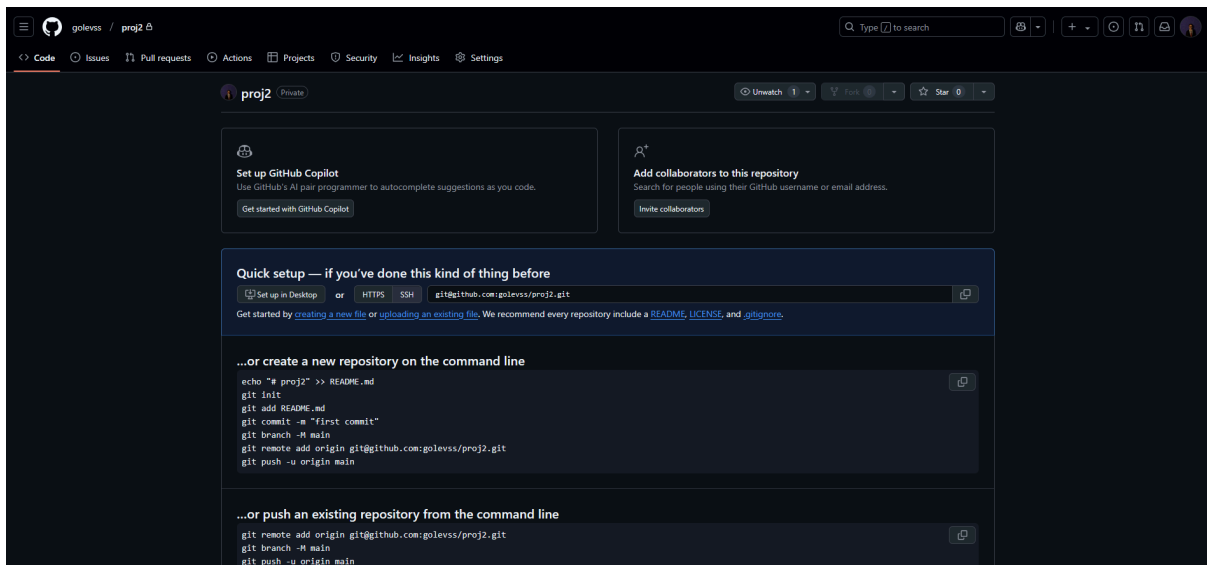 golevss / proj2
Type / to search
Code Issues Pull requests Actions Projects Security Insights Settings
proj2 Private
Unwatch 1 Fork 0 Star 0
Set up GitHub Copilot
Use GitHub's AI pair programmer to autocomplete suggestions as you code.
Get started with GitHub Copilot
Add collaborators to this repository
Search for people using their GitHub username or email address.
Invite collaborators
Quick setup — if you've done this kind of thing before
Set up in Desktop or HTTPS SSH git@github.com:golevss/proj2.git
Get started by creating a new file or uploading an existing file. We recommend every repository include a README, LICENSE, and .gitignore.
…or create a new repository on the command line
echo "# proj2" >> README.md
git init
git add README.md
git commit -m "first commit"
git branch -M main
git remote add origin git@github.com:golevss/proj2.git
git push -u origin main
…or push an existing repository from the command line
git remote add origin git@github.com:golevss/proj2.git
git branch -M main
git push -u origin main